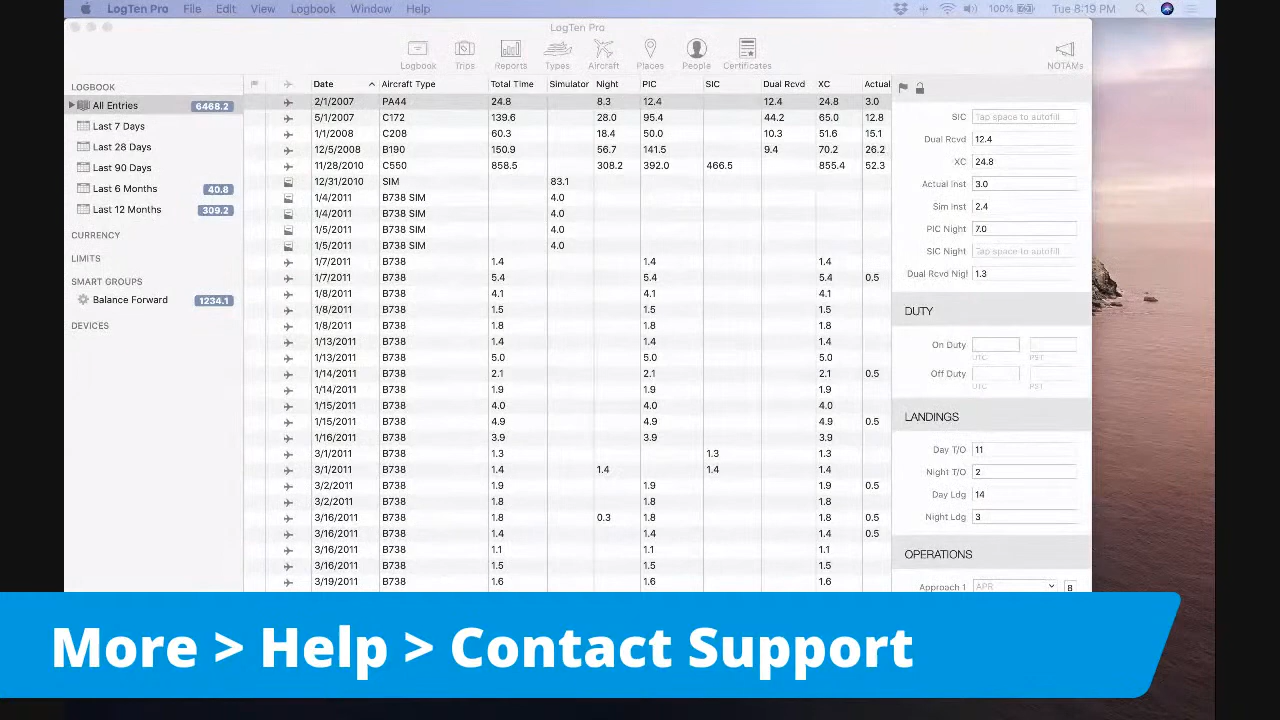 LogTen Pro File Edit View Logbook Window Help 100% Tue 8:19 PM
LogTen Pro
Logbook Trips Reports Types Aircraft Places People Certificates NOTAMs
LOGBOOK
All Entries 6468.2
Last 7 Days
Last 28 Days
Last 90 Days
Last 6 Months 40.8
Last 12 Months 309.2
CURRENCY
LIMITS
SMART GROUPS
Balance Forward 1234.1
DEVICES
Date Aircraft Type Total Time Simulator Night PIC SIC Dual Rcvd XC Actual
2/1/2007 PA44 24.8 8.3 12.4 12.4 24.8 3.0
5/1/2007 C172 139.6 28.0 95.4 44.2 65.0 12.8
1/1/2008 C208 60.3 18.4 50.0 10.3 51.6 15.1
12/5/2008 B190 150.9 56.7 141.5 9.4 70.2 26.2
11/28/2010 C550 858.5 308.2 392.0 466.5 855.4 52.3
12/31/2010 SIM 83.1
1/4/2011 B738 SIM 4.0
1/4/2011 B738 SIM 4.0
1/5/2011 B738 SIM 4.0
1/5/2011 B738 SIM 4.0
1/7/2011 B738 1.4 1.4 1.4
1/7/2011 B738 5.4 5.4 5.4 0.5
1/8/2011 B738 4.1 4.1 4.1
1/8/2011 B738 1.5 1.5 1.5
1/8/2011 B738 1.8 1.8 1.8
1/13/2011 B738 1.4 1.4 1.4
1/13/2011 B738 5.0 5.0 5.0
1/14/2011 B738 2.1 2.1 2.1 0.5
1/14/2011 B738 1.9 1.9 1.9
1/15/2011 B738 4.0 4.0 4.0
1/15/2011 B738 4.9 4.9 4.9 0.5
1/16/2011 B738 3.9 3.9 3.9
3/1/2011 B738 1.3 1.3 1.3
3/1/2011 B738 1.4 1.4 1.4 1.4
3/2/2011 B738 1.9 1.9 1.9 0.5
3/2/2011 B738 1.8 1.8 1.8
3/16/2011 B738 1.8 0.3 1.8 1.8 0.5
3/16/2011 B738 1.4 1.4 1.4 0.5
3/16/2011 B738 1.1 1.1 1.1
3/16/2011 B738 1.5 1.5 1.5
3/19/2011 B738 1.6 1.6 1.6
SIC Tap space to autofill
Dual Rcvd 12.4
XC 24.8
Actual Inst 3.0
Sim Inst 2.4
PIC Night 7.0
SIC Night Tap space to autofill
Dual Rcvd Nigl 1.3
DUTY
On Duty
UTC PST
Off Duty
UTC PST
LANDINGS
Day T/O 11
Night T/O 2
Day Ldg 14
Night Ldg 3
OPERATIONS
Approach 1 APR 8
More > Help > Contact Support